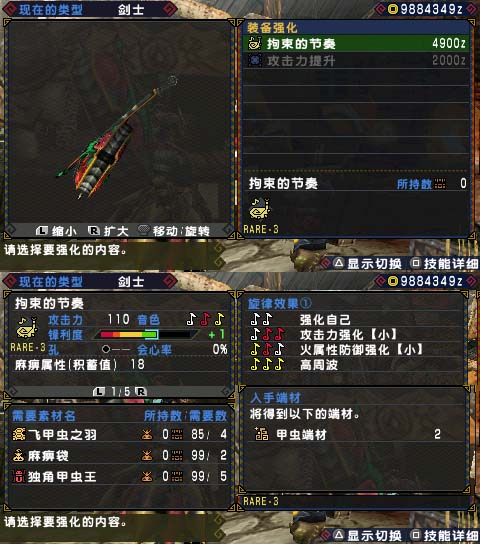 现在的类型 剑士
9884349z
装备强化
拘束的节奏 4900z
攻击力提升 2000z
拘束的节奏 所持数 0
RARE-3
L 缩小 R 扩大 移动/旋转
请选择要强化的内容。
△显示切换 □技能详细
现在的类型 剑士
9884349z
拘束的节奏
攻击力 110 音色
锋利度 +1
RARE-3 孔 ○―― 会心率 0%
麻痹属性(积蓄值) 18
L 1/5 R
需要素材名 所持数/需要数
飞甲虫之羽 0 85/ 4
麻痹袋 0 99/ 2
独角甲虫王 0 99/ 5
旋律效果①
强化自己
攻击力强化【小】
火属性防御强化【小】
高周波
入手端材
将得到以下的端材。
甲虫端材 2
RARE-3
请选择要强化的内容。
△显示切换 □技能详细